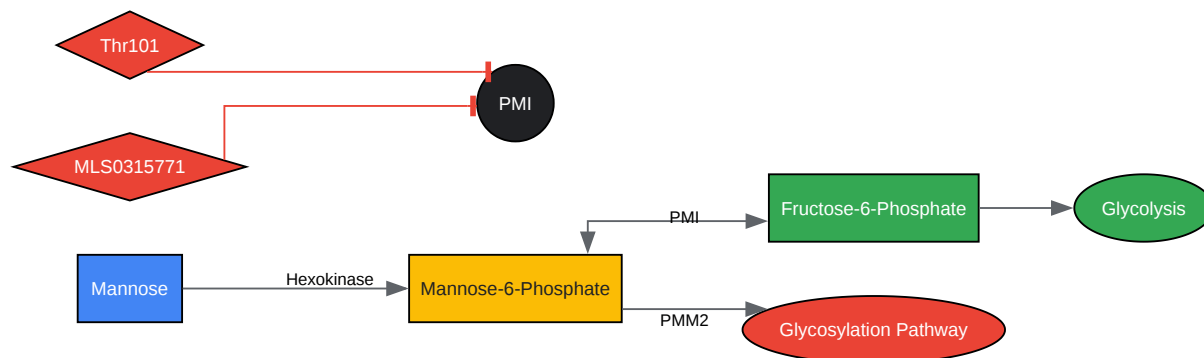 Thr101
PMI
MLS0315771
PMI
Fructose-6-Phosphate
Glycolysis
Mannose
Hexokinase
Mannose-6-Phosphate
PMM2
Glycosylation Pathway